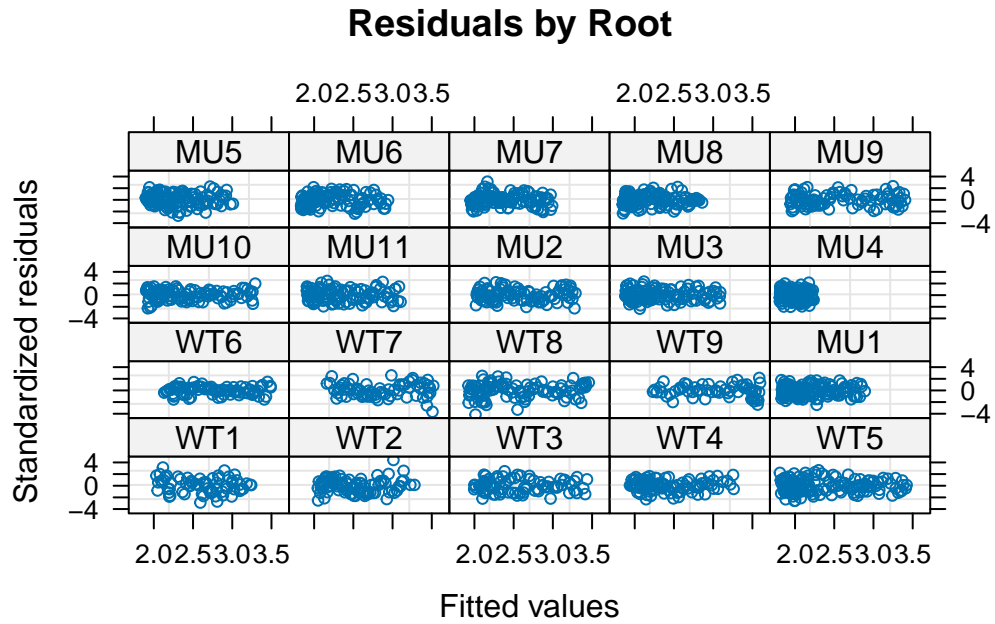 Residuals by Root
2.02.53.03.5 2.02.53.03.5
MU5 MU6 MU7 MU8 MU9
4
0
−4
MU10 MU11 MU2 MU3 MU4
4
0
−4
WT6 WT7 WT8 WT9 MU1
4
0
−4
WT1 WT2 WT3 WT4 WT5
4
0
−4
2.02.53.03.5 2.02.53.03.5 2.02.53.03.5
Fitted values
Standardized residuals